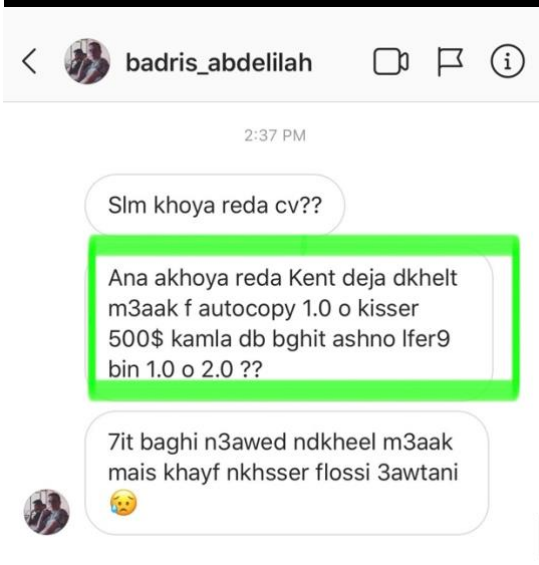 badris_abdelilah
2:37 PM
Slm khoya reda cv??
Ana akhoya reda Kent deja dkhelt
m3aak f autocopy 1.0 o kisser
500$ kamla db bghit ashno lfer9
bin 1.0 o 2.0 ??
7it baghi n3awed ndkheel m3aak
mais khayf nkhsser flossi 3awtani
😥